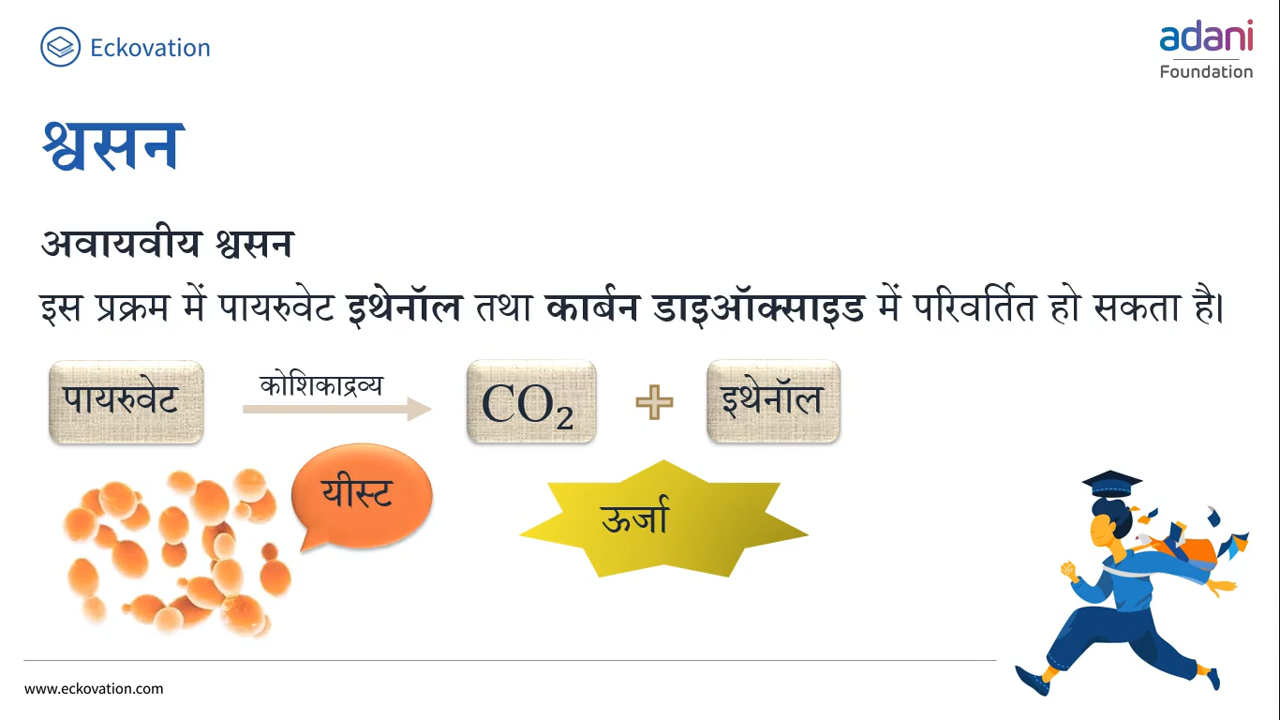 Eckovation
adani
Foundation
श्वसन
अवायवीय श्वसन
इस प्रक्रम में पायरुवेट इथेनॉल तथा कार्बन डाइऑक्साइड में परिवर्तित हो सकता है।
पायरुवेट
कोशिकाद्रव्य
CO₂
इथेनॉल
यीस्ट
ऊर्जा
www.eckovation.com